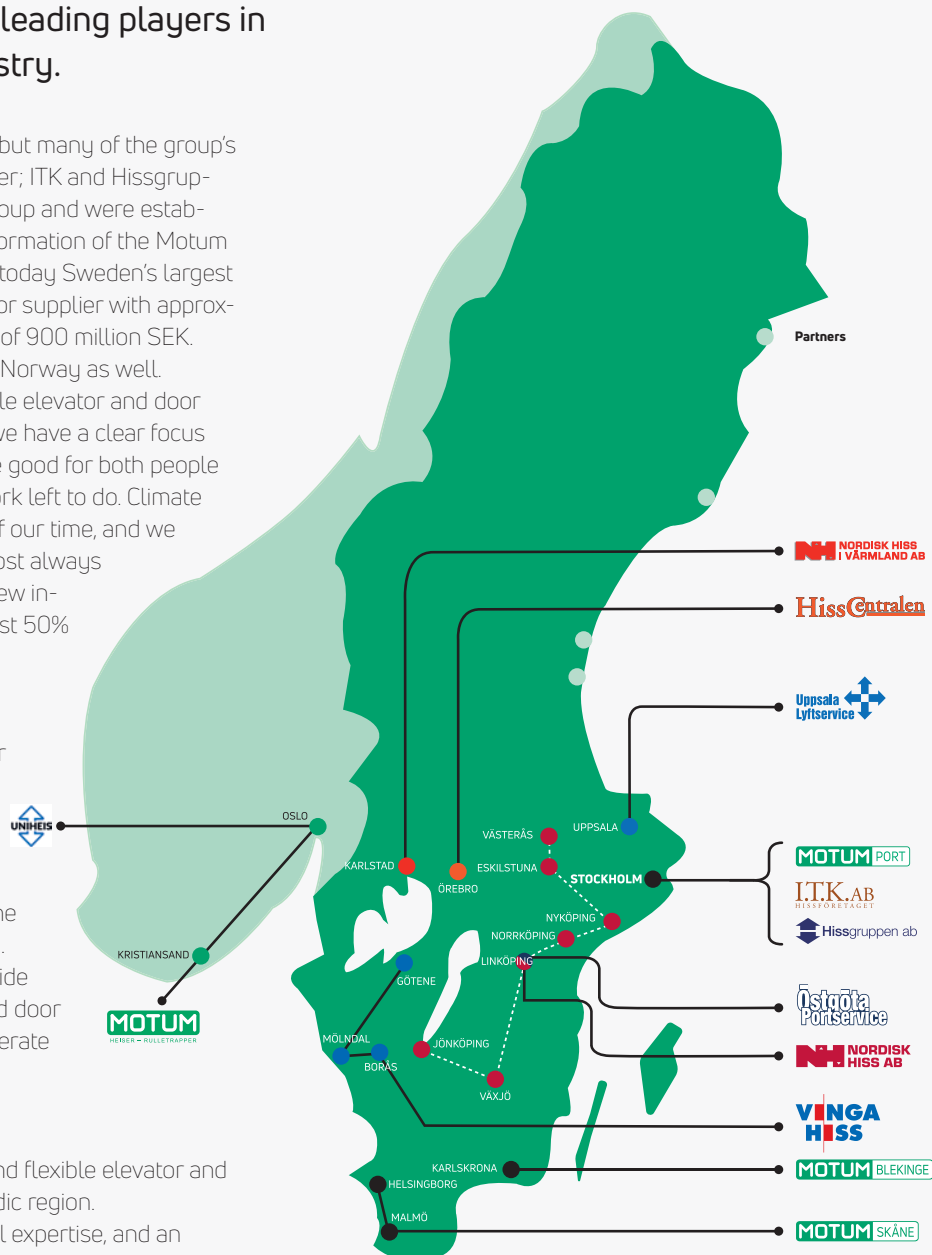 leading players in
stry.
but many of the group's
er; ITK and Hissgrup-
oup and were estab-
ormation of the Motum
today Sweden's largest
or supplier with approx-
of 900 million SEK.
Norway as well.
le elevator and door
we have a clear focus
e good for both people
ork left to do. Climate
f our time, and we
ost always
ew in-
st 50%
r
ne
.
ide
d door
erate
nd flexible elevator and
dic region.
l expertise, and an
Partners
NH NORDISK HISS
I VÄRMLAND AB
HissCentralen
Uppsala
Lyftservice
UNIHEIS
OSLO
VÄSTERÅS
UPPSALA
KARLSTAD
ESKILSTUNA
ÖREBRO
STOCKHOLM
MOTUM PORT
I.T.K.AB
HISSFÖRETAGET
Hissgruppen ab
NYKÖPING
NORRKÖPING
KRISTIANSAND
LINKÖPING
GÖTENE
MOTUM
HEISER – RULLETRAPPER
Östgöta
Portservice
MÖLNDAL
JÖNKÖPING
BORÅS
NH NORDISK
HISS AB
VÄXJÖ
VINGA
HISS
KARLSKRONA
MOTUM BLEKINGE
HELSINGBORG
MALMÖ
MOTUM SKÅNE